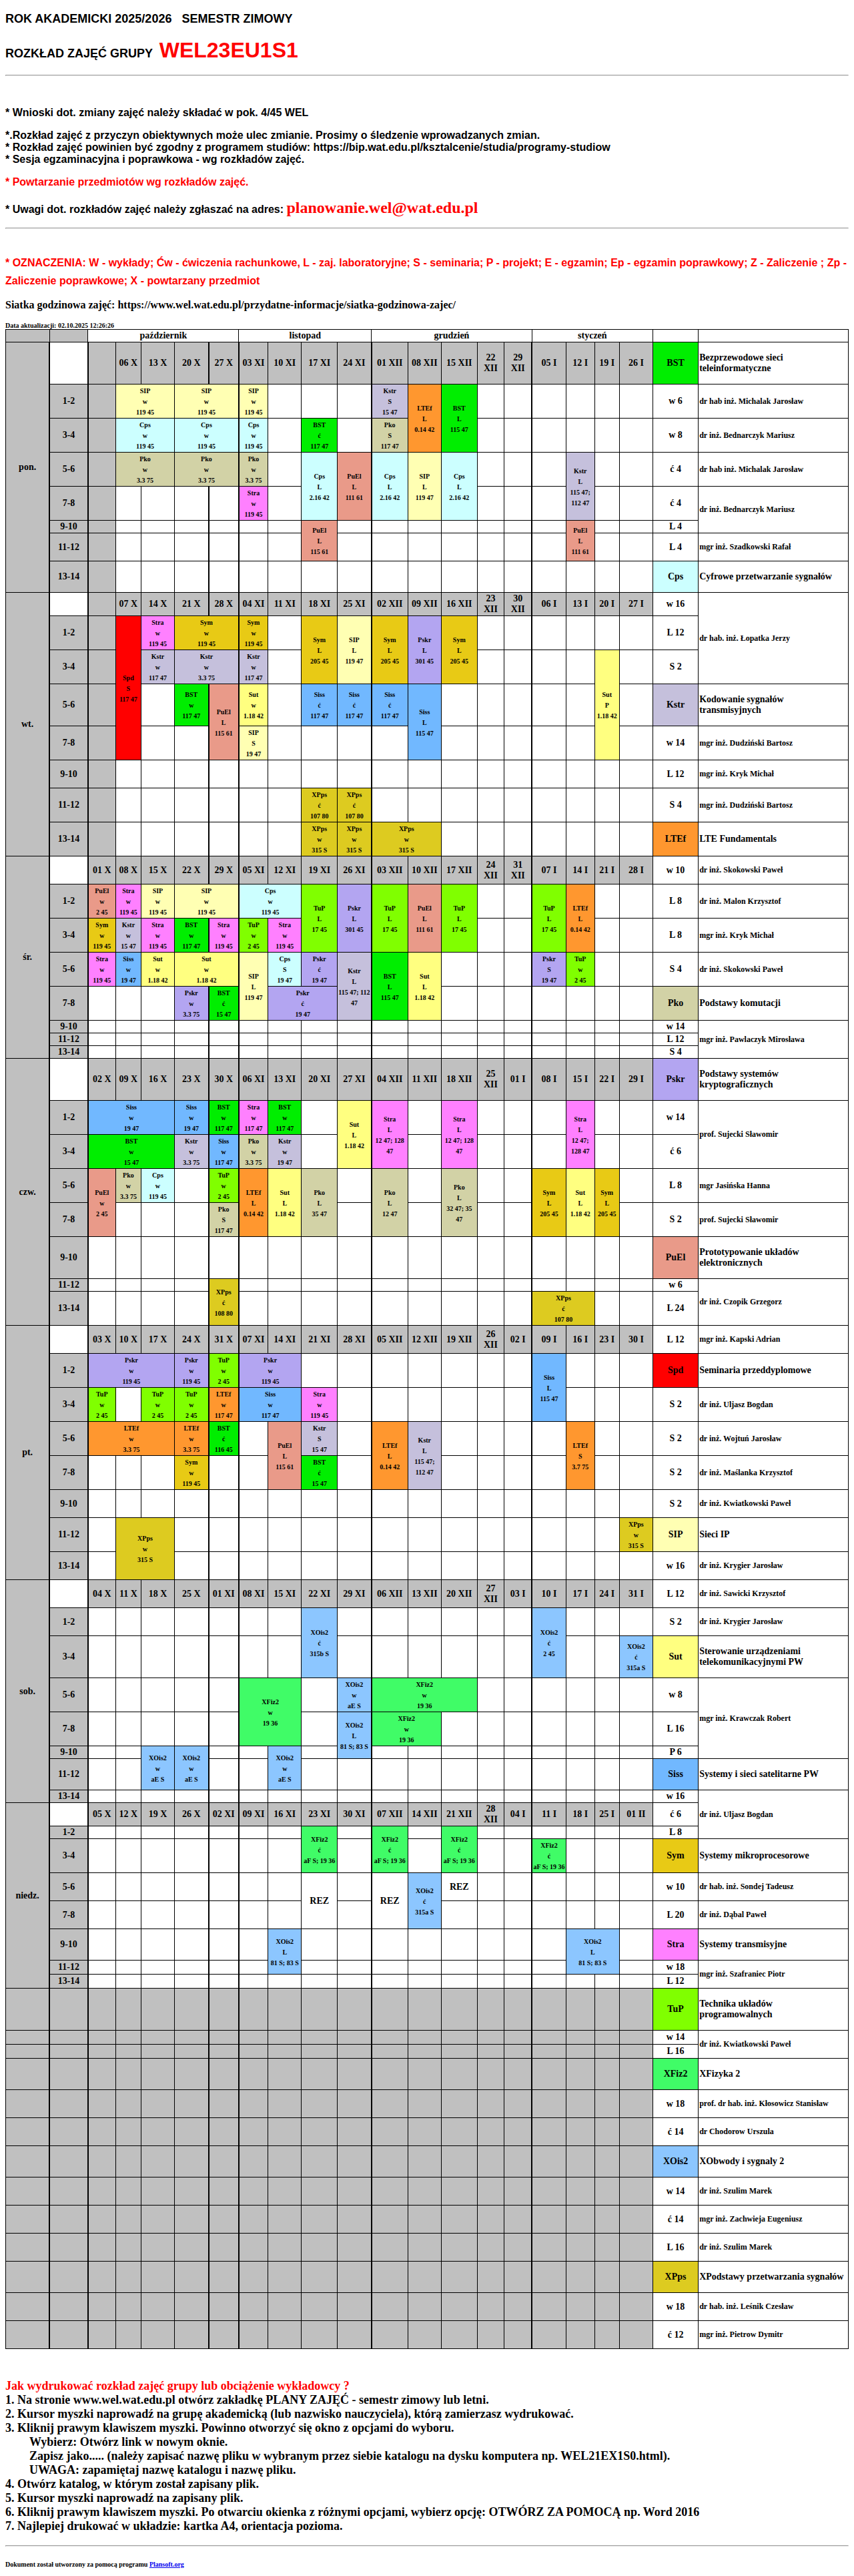 ROK AKADEMICKI 2025/2026 SEMESTR ZIMOWY
ROZKŁAD ZAJĘĆ GRUPY WEL23EU1S1
* Wnioski dot. zmiany zajęć należy składać w pok. 4/45 WEL
*.Rozkład zajęć z przyczyn obiektywnych może ulec zmianie. Prosimy o śledzenie wprowadzanych zmian.
* Rozkład zajęć powinien być zgodny z programem studiów: https://bip.wat.edu.pl/ksztalcenie/studia/programy-studiow
* Sesja egzaminacyjna i poprawkowa - wg rozkładów zajęć.
* Powtarzanie przedmiotów wg rozkładów zajęć.
* Uwagi dot. rozkładów zajęć należy zgłaszać na adres: planowanie.wel@wat.edu.pl
* OZNACZENIA: W - wykłady; Ćw - ćwiczenia rachunkowe, L - zaj. laboratoryjne; S - seminaria; P - projekt; E - egzamin; Ep - egzamin poprawkowy; Z - Zaliczenie ; Zp -
Zaliczenie poprawkowe; X - powtarzany przedmiot
Siatka godzinowa zajęć: https://www.wel.wat.edu.pl/przydatne-informacje/siatka-godzinowa-zajec/
Data aktualizacji: 02.10.2025 12:26:26
październik listopad grudzień styczeń
pon. 06 X 13 X 20 X 27 X 03 XI 10 XI 17 XI 24 XI 01 XII 08 XII 15 XII 22 XII 29 XII 05 I 12 I 19 I 26 I BST Bezprzewodowe sieci teleinformatyczne
1-2 SIP w 119 45 SIP w 119 45 SIP w 119 45 Kstr S 15 47 LTEf L 0.14 42 BST L 115 47 w 6 dr hab inż. Michalak Jarosław
3-4 Cps w 119 45 Cps w 119 45 Cps w 119 45 BST ć 117 47 Pko S 117 47 w 8 dr inż. Bednarczyk Mariusz
5-6 Pko w 3.3 75 Pko w 3.3 75 Pko w 3.3 75 Cps L 2.16 42 PuEl L 111 61 Cps L 2.16 42 SIP L 119 47 Cps L 2.16 42 Kstr L 115 47; 112 47 ć 4 dr hab inż. Michalak Jarosław
7-8 Stra w 119 45 ć 4 dr inż. Bednarczyk Mariusz
9-10 PuEl L 115 61 PuEl L 111 61 L 4
11-12 L 4 mgr inż. Szadkowski Rafał
13-14 Cps Cyfrowe przetwarzanie sygnałów
wt. 07 X 14 X 21 X 28 X 04 XI 11 XI 18 XI 25 XI 02 XII 09 XII 16 XII 23 XII 30 XII 06 I 13 I 20 I 27 I w 16 dr hab. inż. Łopatka Jerzy
1-2 Spd S 117 47 Stra w 119 45 Sym w 119 45 Sym w 119 45 Sym L 205 45 SIP L 119 47 Sym L 205 45 Pskr L 301 45 Sym L 205 45 L 12
3-4 Kstr w 117 47 Kstr w 3.3 75 Kstr w 117 47 Sut P 1.18 42 S 2
5-6 BST w 117 47 PuEl L 115 61 Sut w 1.18 42 Siss ć 117 47 Siss ć 117 47 Siss ć 117 47 Siss L 115 47 Kstr Kodowanie sygnałów transmisyjnych
7-8 SIP S 19 47 w 14 mgr inż. Dudziński Bartosz
9-10 L 12 mgr inż. Kryk Michał
11-12 XPps ć 107 80 XPps ć 107 80 S 4 mgr inż. Dudziński Bartosz
13-14 XPps w 315 S XPps w 315 S XPps w 315 S LTEf LTE Fundamentals
śr. 01 X 08 X 15 X 22 X 29 X 05 XI 12 XI 19 XI 26 XI 03 XII 10 XII 17 XII 24 XII 31 XII 07 I 14 I 21 I 28 I w 10 dr inż. Skokowski Paweł
1-2 PuEl w 2 45 Stra w 119 45 SIP w 119 45 SIP w 119 45 Cps w 119 45 TuP L 17 45 Pskr L 301 45 TuP L 17 45 PuEl L 111 61 TuP L 17 45 TuP L 17 45 LTEf L 0.14 42 L 8 dr inż. Malon Krzysztof
3-4 Sym w 119 45 Kstr w 15 47 Stra w 119 45 BST w 117 47 Stra w 119 45 TuP w 2 45 Stra w 119 45 L 8 mgr inż. Kryk Michał
5-6 Stra w 119 45 Siss w 19 47 Sut w 1.18 42 Sut w 1.18 42 SIP L 119 47 Cps S 19 47 Pskr ć 19 47 Kstr L 115 47; 112 47 BST L 115 47 Sut L 1.18 42 Pskr S 19 47 TuP w 2 45 S 4 dr inż. Skokowski Paweł
7-8 Pskr w 3.3 75 BST ć 15 47 Pskr ć 19 47 Pko Podstawy komutacji
9-10 w 14 mgr inż. Pawlaczyk Mirosława
11-12 L 12
13-14 S 4
czw. 02 X 09 X 16 X 23 X 30 X 06 XI 13 XI 20 XI 27 XI 04 XII 11 XII 18 XII 25 XII 01 I 08 I 15 I 22 I 29 I Pskr Podstawy systemów kryptograficznych
1-2 Siss w 19 47 Siss w 19 47 BST w 117 47 Stra w 117 47 BST w 117 47 Sut L 1.18 42 Stra L 12 47; 128 47 Stra L 12 47; 128 47 Stra L 12 47; 128 47 w 14 prof. Sujecki Sławomir
3-4 BST w 15 47 Kstr w 3.3 75 Siss w 117 47 Pko w 3.3 75 Kstr w 19 47 ć 6
5-6 PuEl w 2 45 Pko w 3.3 75 Cps w 119 45 TuP w 2 45 LTEf L 0.14 42 Sut L 1.18 42 Pko L 35 47 Pko L 12 47 Pko L 32 47; 35 47 Sym L 205 45 Sut L 1.18 42 Sym L 205 45 L 8 mgr Jasińska Hanna
7-8 Pko S 117 47 S 2 prof. Sujecki Sławomir
9-10 PuEl Prototypowanie układów elektronicznych
11-12 XPps ć 108 80 w 6 dr inż. Czopik Grzegorz
13-14 XPps ć 107 80 L 24
pt. 03 X 10 X 17 X 24 X 31 X 07 XI 14 XI 21 XI 28 XI 05 XII 12 XII 19 XII 26 XII 02 I 09 I 16 I 23 I 30 I L 12 mgr inż. Kapski Adrian
1-2 Pskr w 119 45 Pskr w 119 45 TuP w 2 45 Pskr w 119 45 Siss L 115 47 Spd Seminaria przeddyplomowe
3-4 TuP w 2 45 TuP w 2 45 TuP w 2 45 LTEf w 117 47 Siss w 117 47 Stra w 119 45 S 2 dr inż. Uljasz Bogdan
5-6 LTEf w 3.3 75 LTEf w 3.3 75 BST ć 116 45 PuEl L 115 61 Kstr S 15 47 LTEf L 0.14 42 Kstr L 115 47; 112 47 LTEf S 3.7 75 S 2 dr inż. Wojtuń Jarosław
7-8 Sym w 119 45 BST ć 15 47 S 2 dr inż. Maślanka Krzysztof
9-10 S 2 dr inż. Kwiatkowski Paweł
11-12 XPps w 315 S XPps w 315 S SIP Sieci IP
13-14 w 16 dr inż. Krygier Jarosław
sob. 04 X 11 X 18 X 25 X 01 XI 08 XI 15 XI 22 XI 29 XI 06 XII 13 XII 20 XII 27 XII 03 I 10 I 17 I 24 I 31 I L 12 dr inż. Sawicki Krzysztof
1-2 XOis2 ć 315b S XOis2 ć 2 45 S 2 dr inż. Krygier Jarosław
3-4 XOis2 ć 315a S Sut Sterowanie urządzeniami telekomunikacyjnymi PW
5-6 XFiz2 w 19 36 XOis2 w aE S XFiz2 w 19 36 w 8 mgr inż. Krawczak Robert
7-8 XOis2 L 81 S; 83 S XFiz2 w 19 36 L 16
9-10 XOis2 w aE S XOis2 w aE S XOis2 w aE S P 6
11-12 Siss Systemy i sieci satelitarne PW
13-14 w 16 dr inż. Uljasz Bogdan
niedz. 05 X 12 X 19 X 26 X 02 XI 09 XI 16 XI 23 XI 30 XI 07 XII 14 XII 21 XII 28 XII 04 I 11 I 18 I 25 I 01 II ć 6
1-2 XFiz2 ć aF S; 19 36 XFiz2 ć aF S; 19 36 XFiz2 ć aF S; 19 36 L 8
3-4 XFiz2 ć aF S; 19 36 Sym Systemy mikroprocesorowe
5-6 REZ REZ XOis2 ć 315a S REZ w 10 dr hab. inż. Sondej Tadeusz
7-8 L 20 dr inż. Dąbal Paweł
9-10 XOis2 L 81 S; 83 S XOis2 L 81 S; 83 S Stra Systemy transmisyjne
11-12 w 18 mgr inż. Szafraniec Piotr
13-14 L 12
TuP Technika układów programowalnych
w 14 dr inż. Kwiatkowski Paweł
L 16
XFiz2 XFizyka 2
w 18 prof. dr hab. inż. Kłosowicz Stanisław
ć 14 dr Chodorow Urszula
XOis2 XObwody i sygnały 2
w 14 dr inż. Szulim Marek
ć 14 mgr inż. Zachwieja Eugeniusz
L 16 dr inż. Szulim Marek
XPps XPodstawy przetwarzania sygnałów
w 18 dr hab. inż. Leśnik Czesław
ć 12 mgr inż. Pietrow Dymitr
Jak wydrukować rozkład zajęć grupy lub obciążenie wykładowcy ?
1. Na stronie www.wel.wat.edu.pl otwórz zakładkę PLANY ZAJĘĆ - semestr zimowy lub letni.
2. Kursor myszki naprowadź na grupę akademicką (lub nazwisko nauczyciela), którą zamierzasz wydrukować.
3. Kliknij prawym klawiszem myszki. Powinno otworzyć się okno z opcjami do wyboru.
Wybierz: Otwórz link w nowym oknie.
Zapisz jako..... (należy zapisać nazwę pliku w wybranym przez siebie katalogu na dysku komputera np. WEL21EX1S0.html).
UWAGA: zapamiętaj nazwę katalogu i nazwę pliku.
4. Otwórz katalog, w którym został zapisany plik.
5. Kursor myszki naprowadź na zapisany plik.
6. Kliknij prawym klawiszem myszki. Po otwarciu okienka z różnymi opcjami, wybierz opcję: OTWÓRZ ZA POMOCĄ np. Word 2016
7. Najlepiej drukować w układzie: kartka A4, orientacja pozioma.
Dokument został utworzony za pomocą programu Plansoft.org